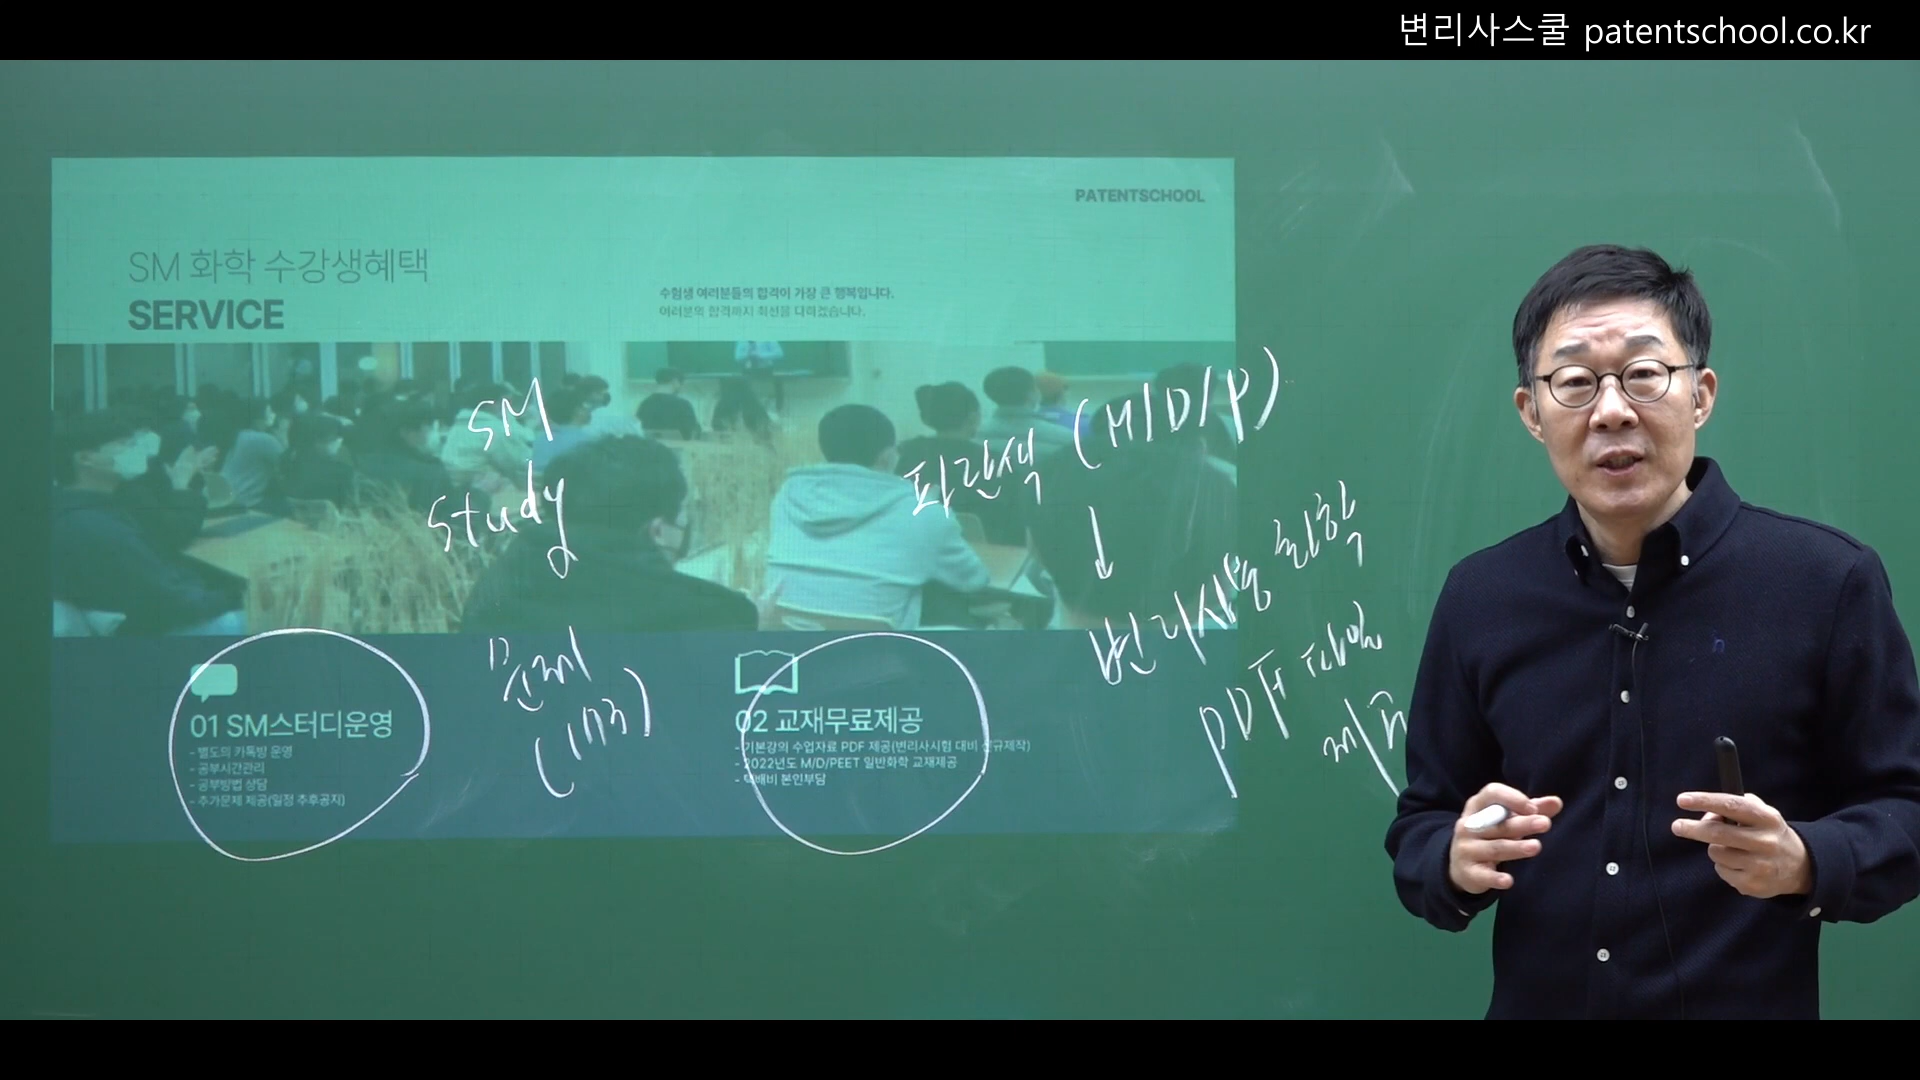 변리사스쿨 patentschool.co.kr
PATENTSCHOOL
SM 화학 수강생혜택
SERVICE
수험생 여러분들의 합격이 가장 큰 행복입니다.
여러분의 합격까지 최선을 다하겠습니다.
SM
study
문제
파란색 (M/D/P)
↓
변리사용 화학
PDF 파일
제공
01 SM스터디운영
- 별도의 카톡방 운영
- 공부시간관리
- 공부방법 상담
- 추가문제 제공(일정 추후공지)
02 교재무료제공
- 기본강의 수업자료 PDF 제공(변리사시험 대비 신규제작)
- 2022년도 M/D/PEET 일반화학 교재제공
- 택배비 본인부담